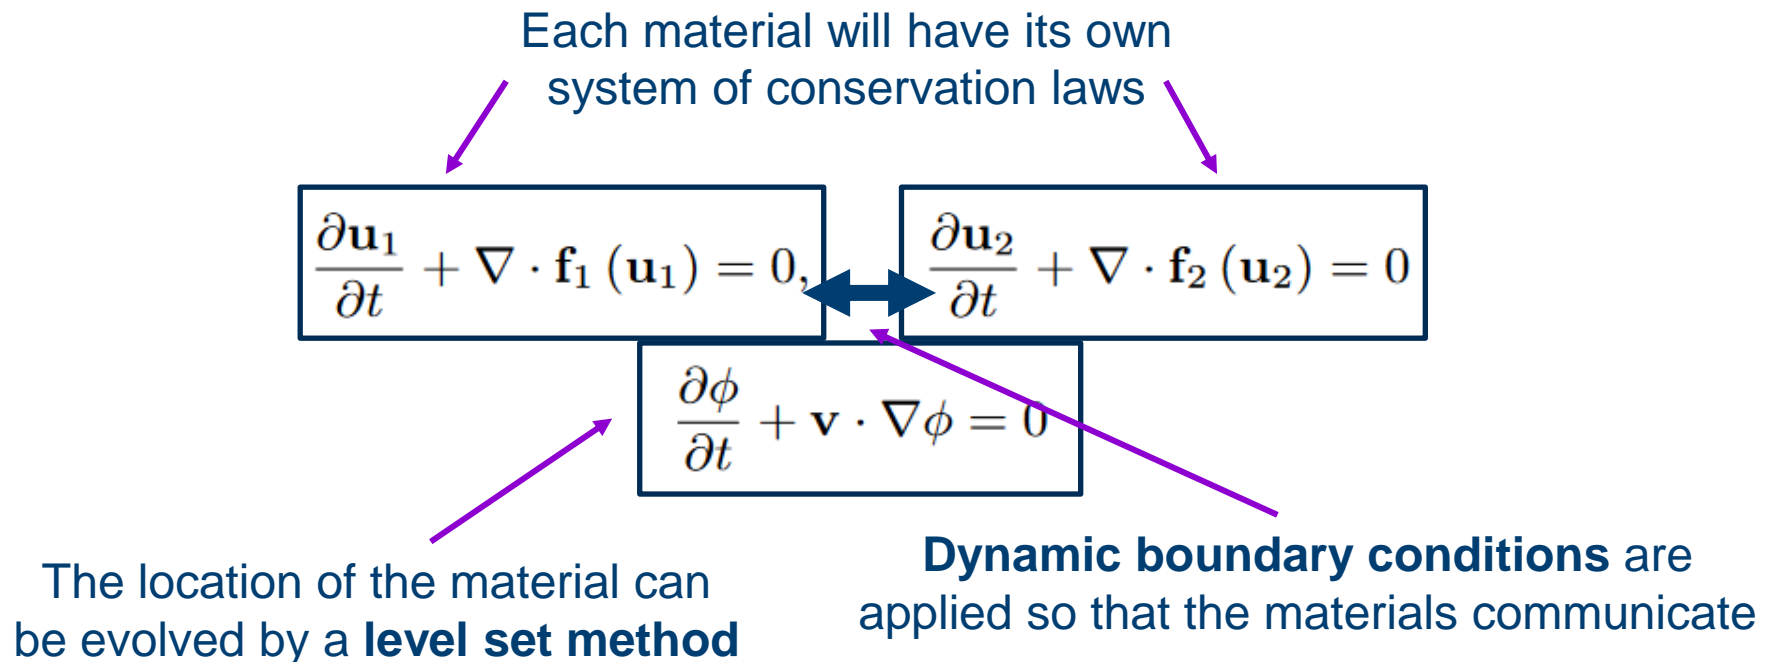 Each material will have its own
system of conservation laws
∂u₁/∂t + ∇ · f₁ (u₁) = 0,
∂u₂/∂t + ∇ · f₂ (u₂) = 0
∂ϕ/∂t + v · ∇ϕ = 0
The location of the material can
be evolved by a level set method
Dynamic boundary conditions are
applied so that the materials communicate